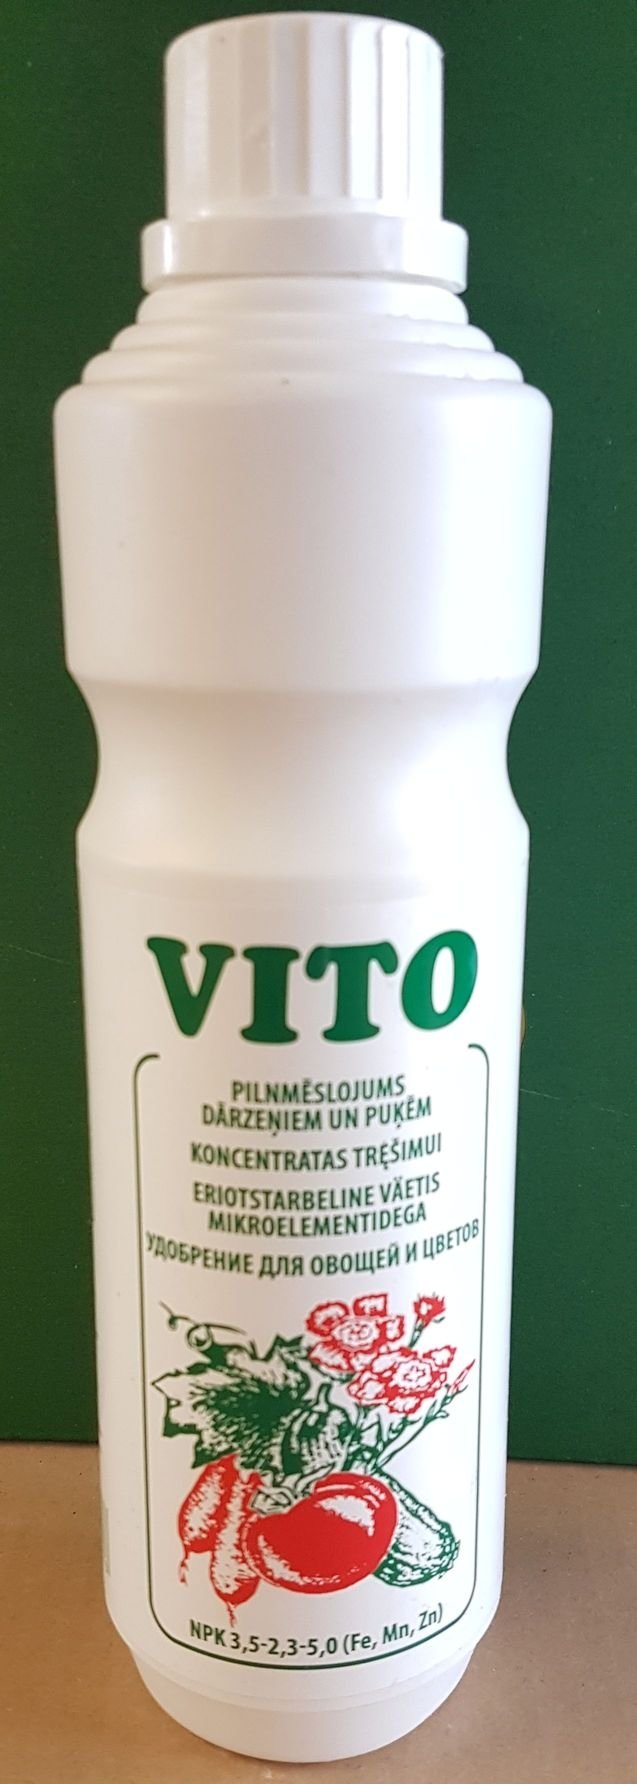 VITO
PILNMĒSLOJUMS
DĀRZEŅIEM UN PUĶĒM
KONCENTRATAS TRĘŠIMUI
ERIOTSTARBELINE VÄETIS
MIKROELEMENTIDEGA
УДОБРЕНИЕ ДЛЯ ОВОЩЕЙ И ЦВЕТОВ
NPK 3,5-2,3-5,0 (Fe, Mn, Zn)